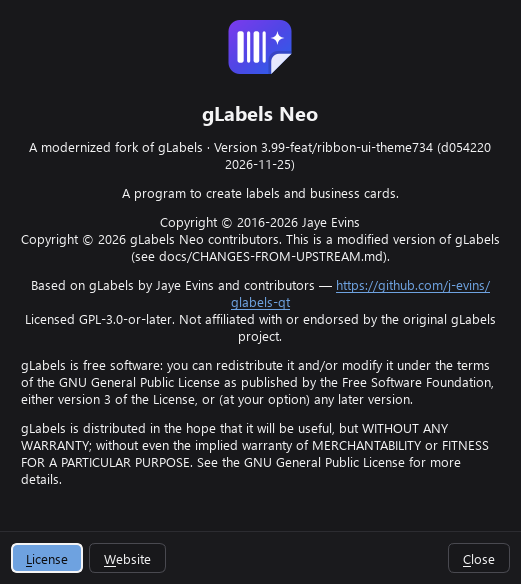 gLabels Neo
A modernized fork of gLabels · Version 3.99-feat/ribbon-ui-theme734 (d054220
2026-11-25)
A program to create labels and business cards.
Copyright © 2016-2026 Jaye Evins
Copyright © 2026 gLabels Neo contributors. This is a modified version of gLabels
(see docs/CHANGES-FROM-UPSTREAM.md).
Based on gLabels by Jaye Evins and contributors — https://github.com/j-evins/
glabels-qt
Licensed GPL-3.0-or-later. Not affiliated with or endorsed by the original gLabels
project.
gLabels is free software: you can redistribute it and/or modify it under the terms
of the GNU General Public License as published by the Free Software Foundation,
either version 3 of the License, or (at your option) any later version.
gLabels is distributed in the hope that it will be useful, but WITHOUT ANY
WARRANTY; without even the implied warranty of MERCHANTABILITY or FITNESS
FOR A PARTICULAR PURPOSE. See the GNU General Public License for more
details.
License
Website
Close